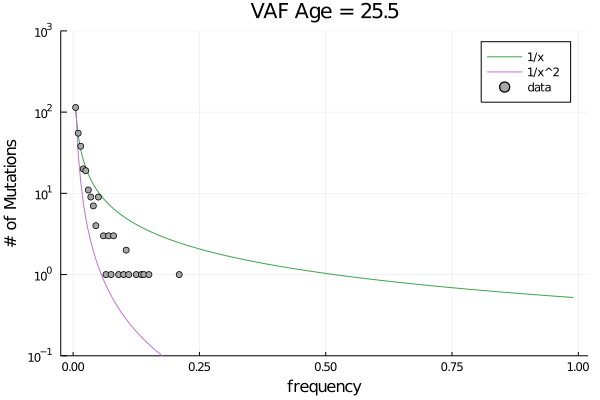 VAF Age = 25.5
10^3
10^2
10^1
10^0
10^-1
# of Mutations
1/x
1/x^2
data
0.00 0.25 0.50 0.75 1.00
frequency